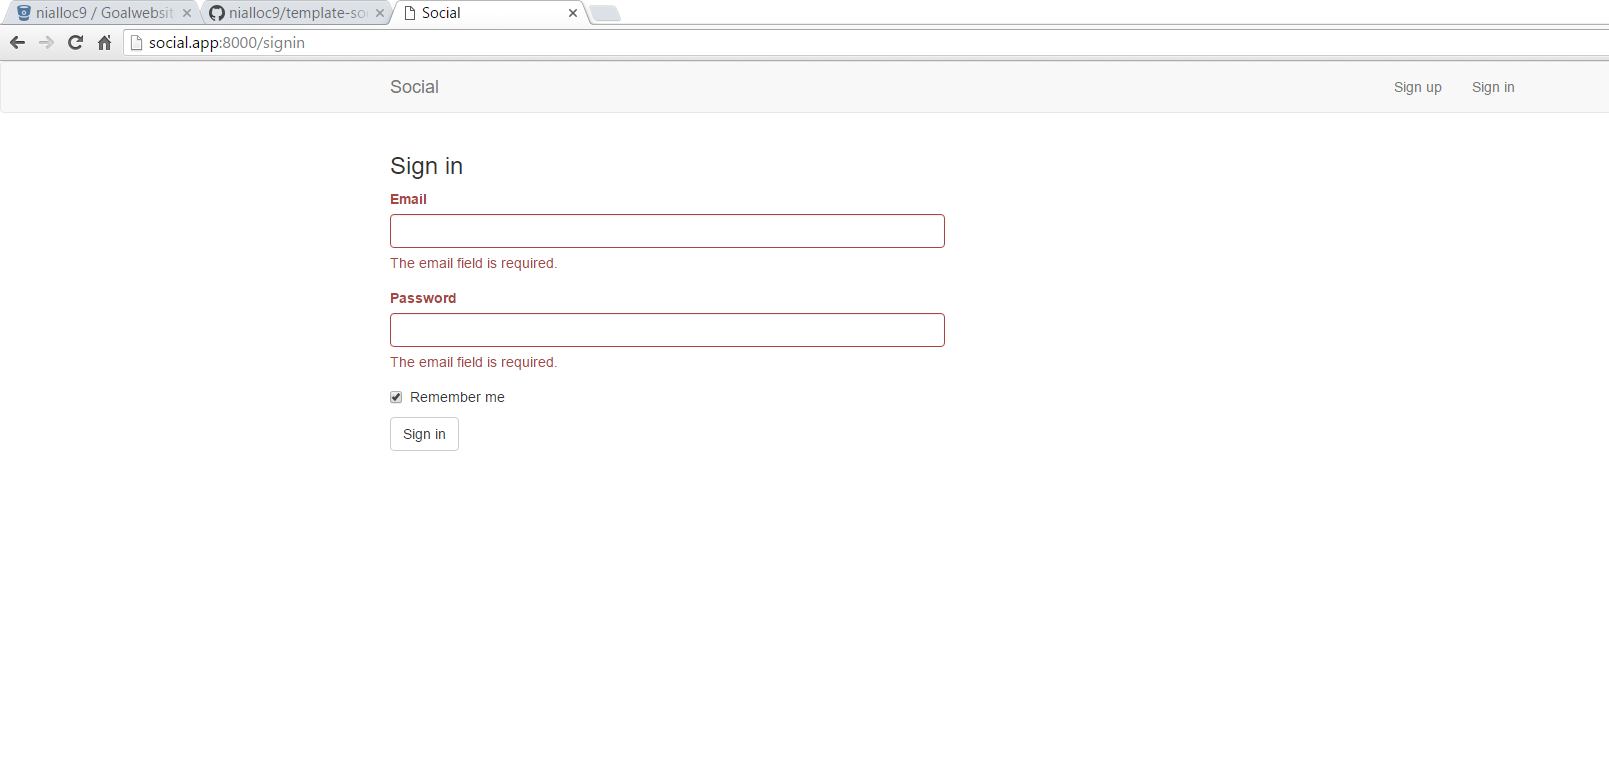 nialloc9 / Goalwebsit
nialloc9/template-so
Social
social.app:8000/signin
Social
Sign up
Sign in
Sign in
Email
The email field is required.
Password
The email field is required.
Remember me
Sign in